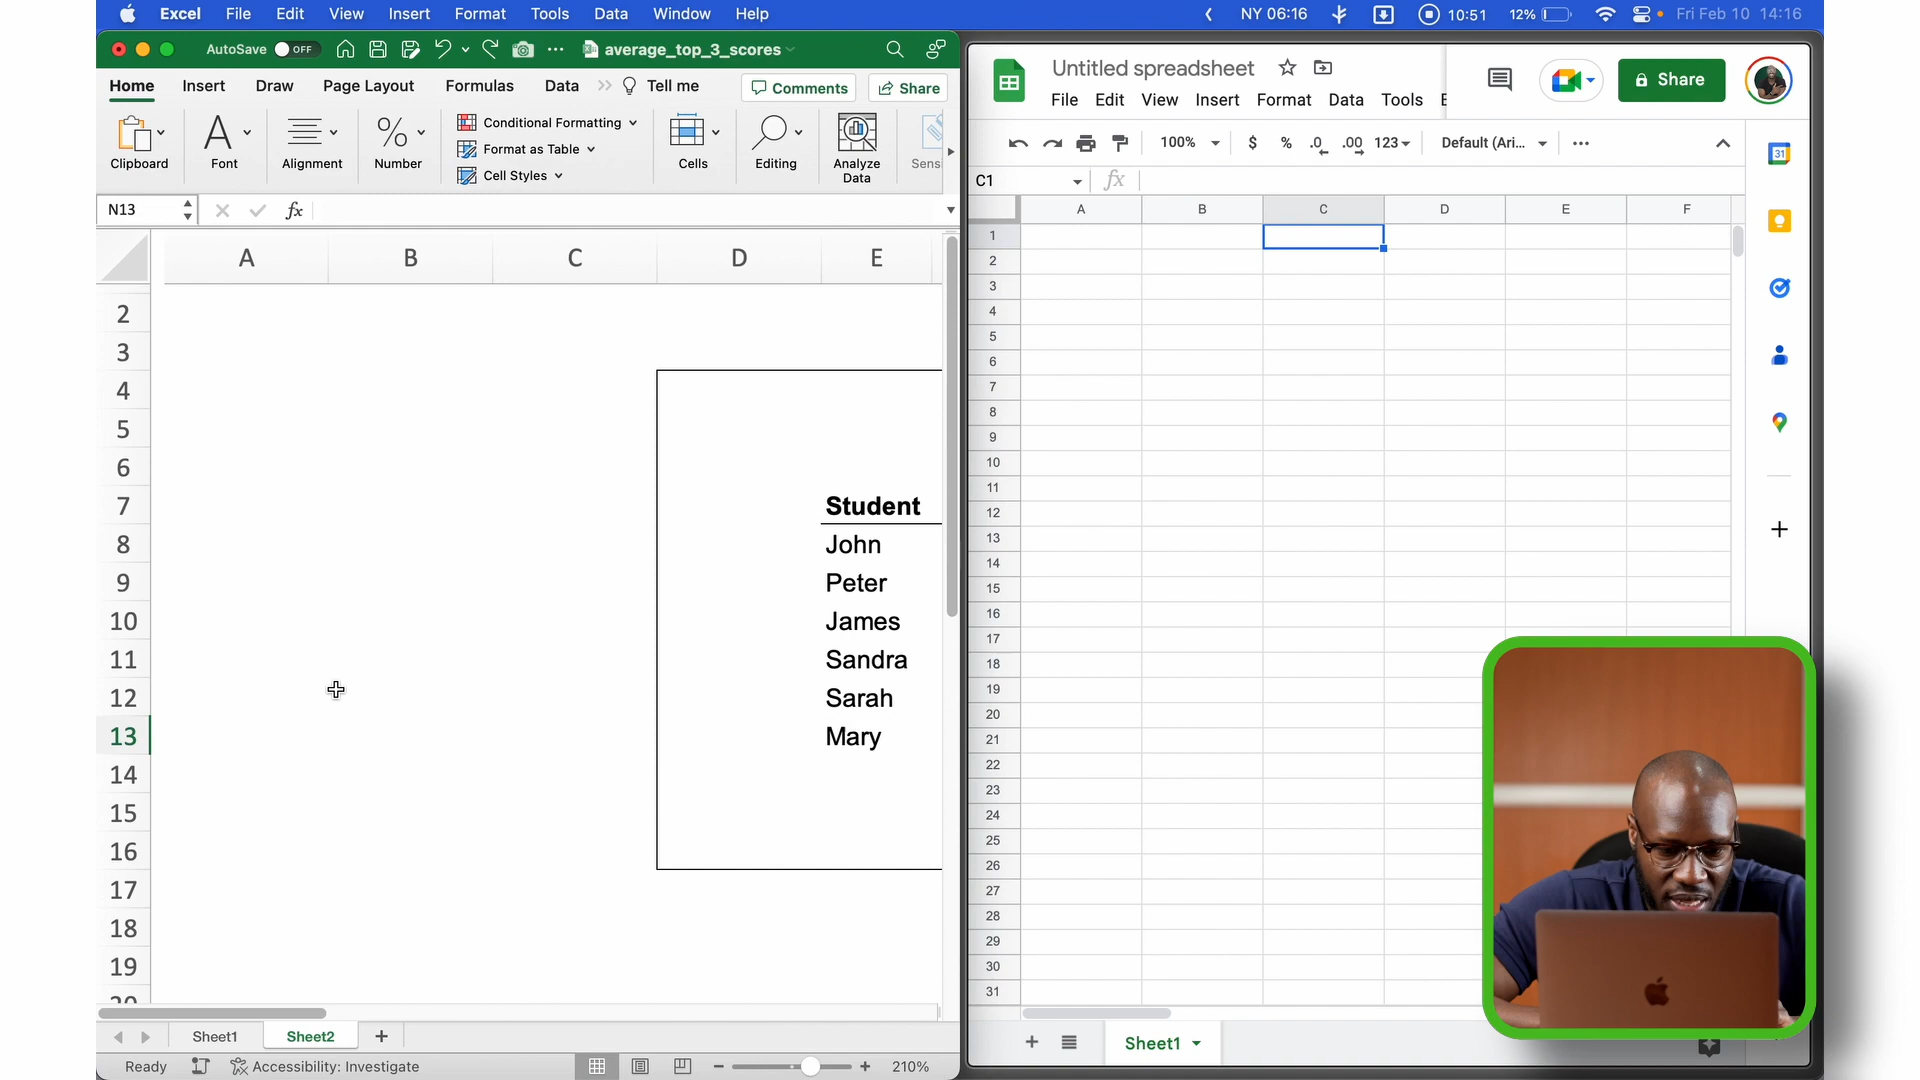 Excel File Edit View Insert Format Tools Data Window Help NY 06:16 10:51 12% Fri Feb 10 14:16
AutoSave OFF average_top_3_scores
Home Insert Draw Page Layout Formulas Data Tell me Comments Share
Clipboard Font Alignment Number Conditional Formatting Format as Table Cell Styles Cells Editing Analyze Data Sens
N13 fx
A B C D E
2
3
4
5
6
7 Student
8 John
9 Peter
10 James
11 Sandra
12 Sarah
13 Mary
14
15
16
17
18
19
20
Sheet1 Sheet2 +
Ready Accessibility: Investigate 210%
Untitled spreadsheet Share
File Edit View Insert Format Data Tools E
100% $ % .0 .00 123 Default (Ari...
C1 fx
A B C D E F
1
2
3
4
5
6
7
8
9
10
11
12
13
14
15
16
17
18
19
20
21
22
23
24
25
26
27
28
29
30
31
31
Sheet1